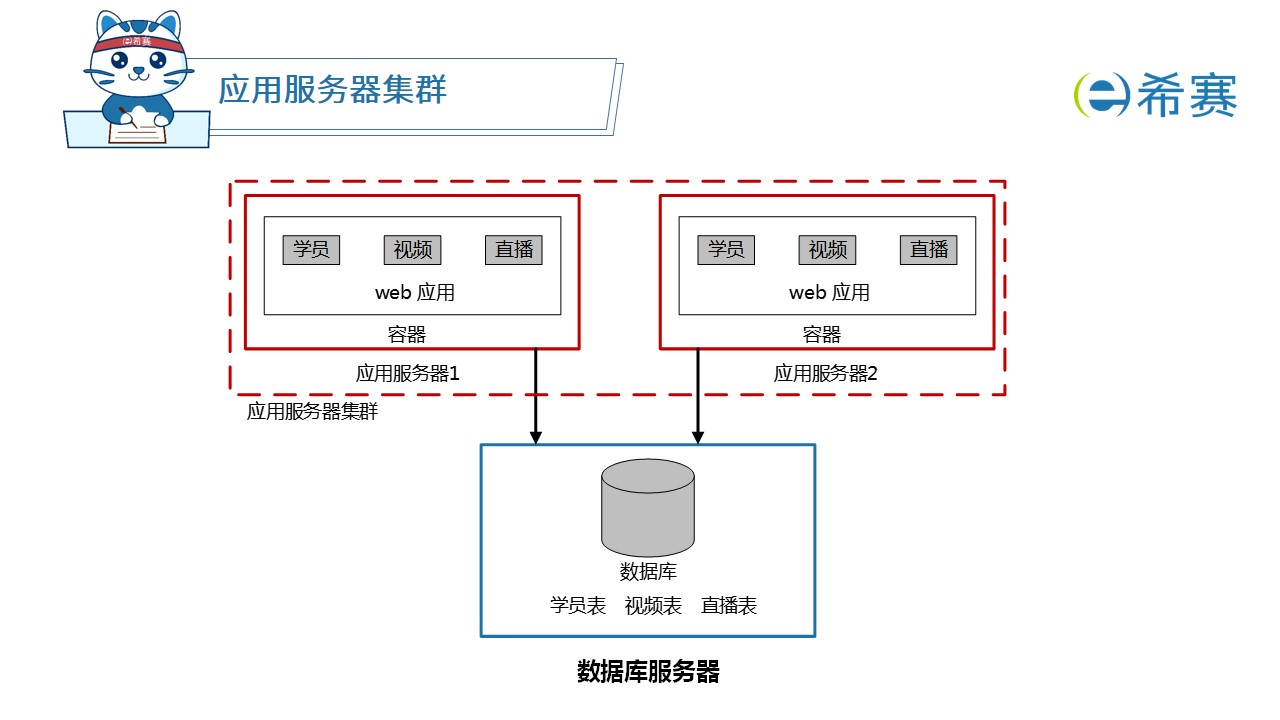 希赛
应用服务器集群
希赛
学员 视频 直播
web 应用
容器
应用服务器1
学员 视频 直播
web 应用
容器
应用服务器2
应用服务器集群
数据库
学员表 视频表 直播表
数据库服务器